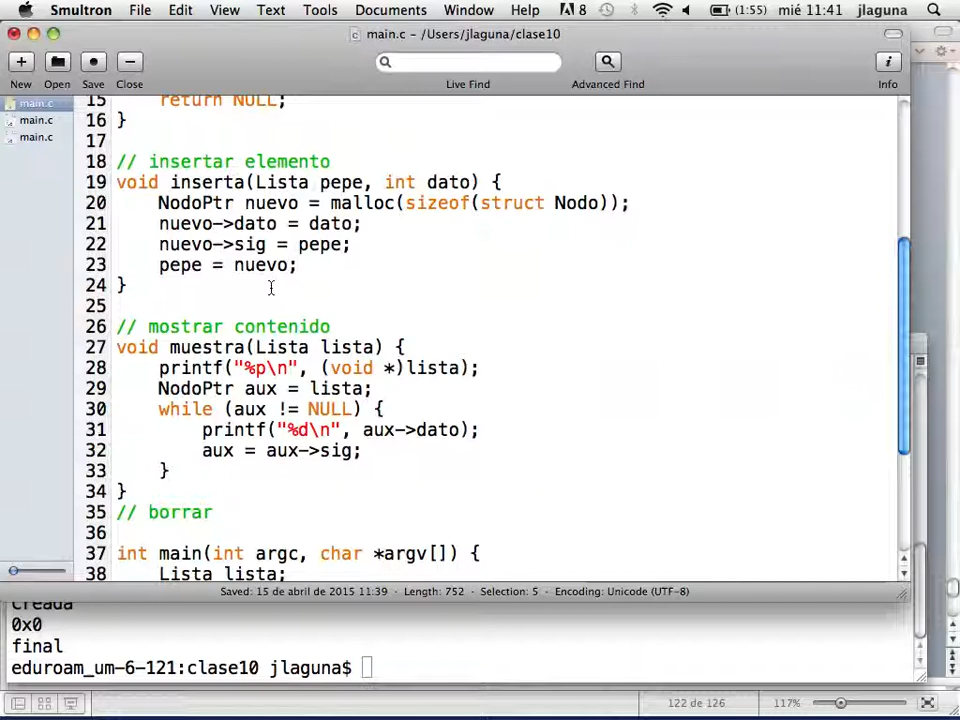 Smultron File Edit View Text Tools Documents Window Help 8 (1:55) mié 11:41 jlaguna
main.c – /Users/jlaguna/clase10
New Open Save Close Live Find Advanced Find Info
main.c
main.c
main.c
15 return NULL;
16 }
17
18 // insertar elemento
19 void inserta(Lista pepe, int dato) {
20 NodoPtr nuevo = malloc(sizeof(struct Nodo));
21 nuevo->dato = dato;
22 nuevo->sig = pepe;
23 pepe = nuevo;
24 }
25
26 // mostrar contenido
27 void muestra(Lista lista) {
28 printf("%p\n", (void *)lista);
29 NodoPtr aux = lista;
30 while (aux != NULL) {
31 printf("%d\n", aux->dato);
32 aux = aux->sig;
33 }
34 }
35 // borrar
36
37 int main(int argc, char *argv[]) {
38 Lista lista;
Saved: 15 de abril de 2015 11:39 • Length: 752 • Selection: 5 • Encoding: Unicode (UTF-8)
Creada
0x0
final
eduroam_um-6-121:clase10 jlaguna$
122 de 126 117%